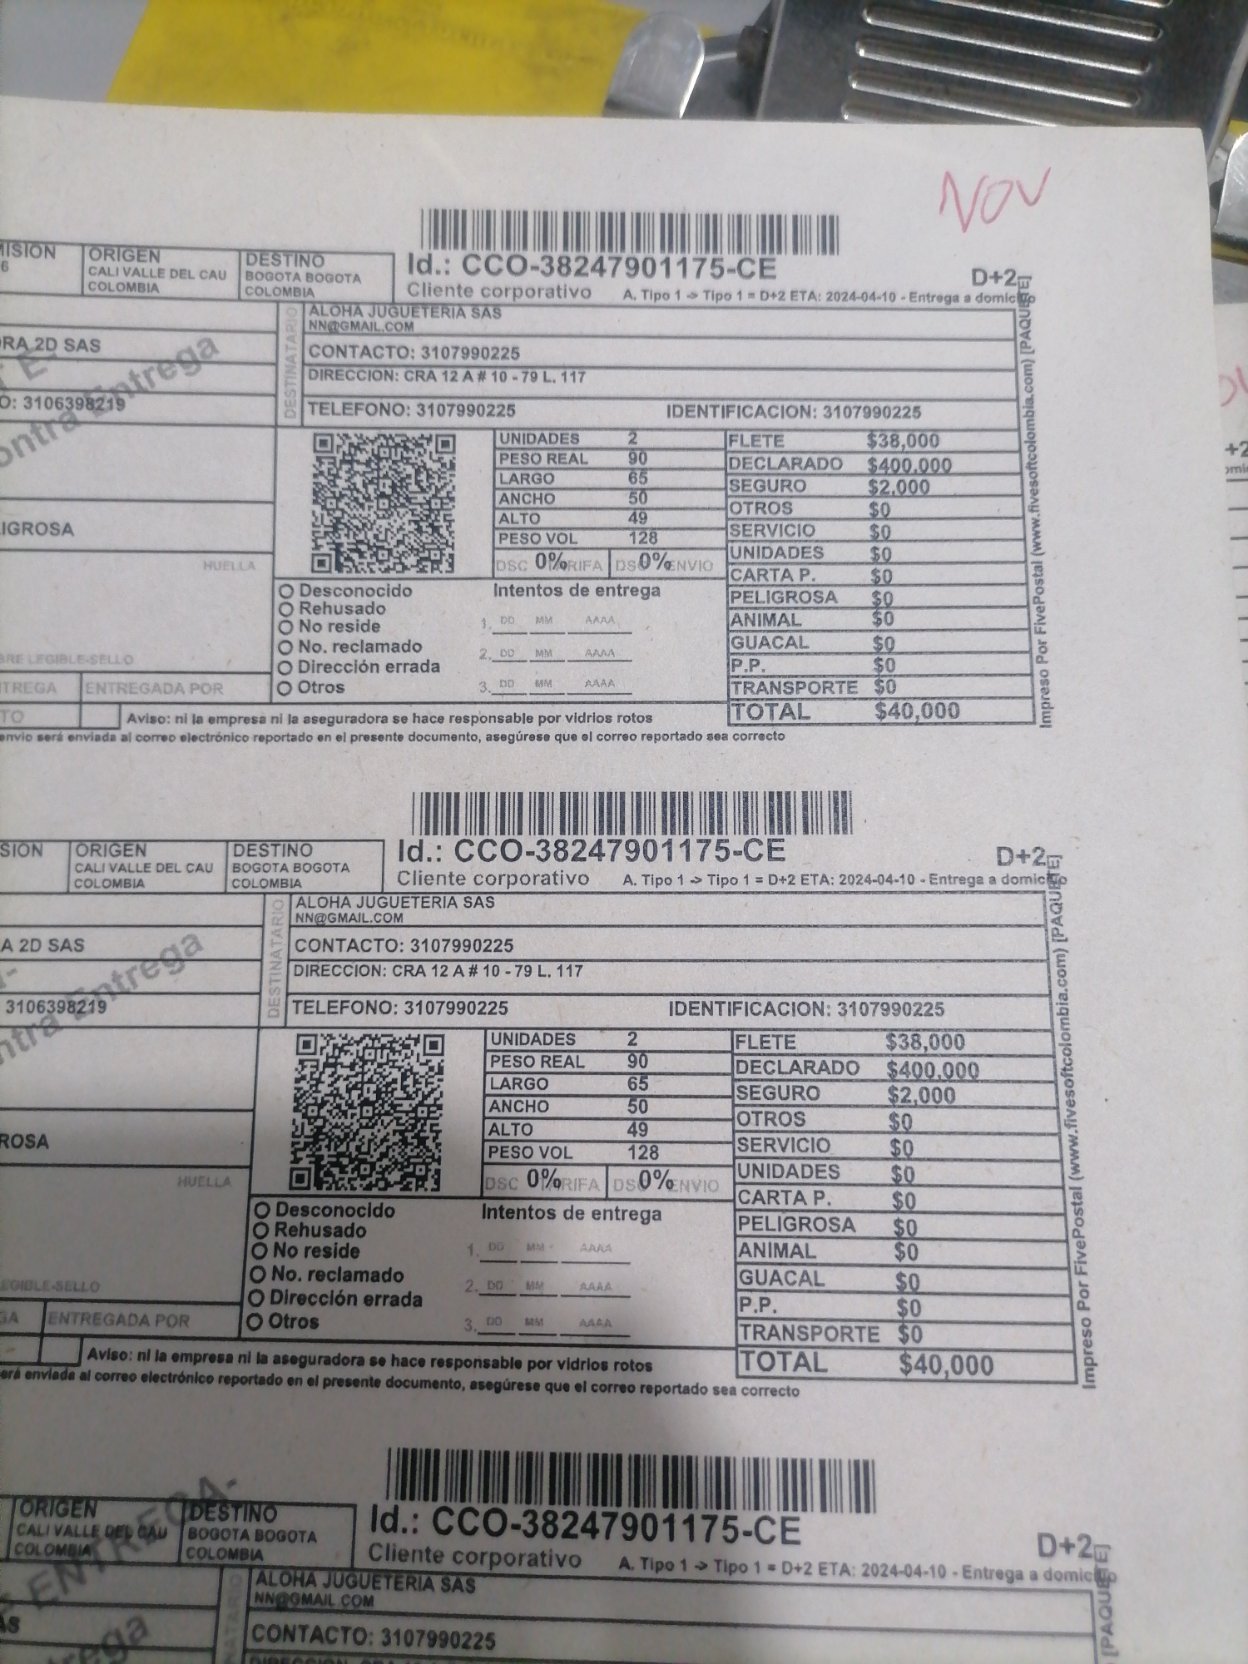 NOV
ORIGEN
CALI VALLE DEL CAU
COLOMBIA
DESTINO
BOGOTA BOGOTA
COLOMBIA
Id.: CCO-38247901175-CE
Cliente corporativo
A. Tipo 1 -> Tipo 1 = D+2 ETA: 2024-04-10 - Entrega a domicilio
D+2
RA 2D SAS
O: 3106398219
ontra Entrega
IGROSA
HUELLA
BRE LEGIBLE-SELLO
TREGA
ENTREGADA POR
TO
DESTINATARIO
ALOHA JUGUETERIA SAS
NN@GMAIL.COM
CONTACTO: 3107990225
DIRECCION: CRA 12 A # 10 - 79 L. 117
TELEFONO: 3107990225 IDENTIFICACION: 3107990225
UNIDADES 2
PESO REAL 90
LARGO 65
ANCHO 50
ALTO 49
PESO VOL 128
DSC 0% TARIFA DSC 0% ENVIO
FLETE $38,000
DECLARADO $400,000
SEGURO $2,000
OTROS $0
SERVICIO $0
UNIDADES $0
CARTA P. $0
PELIGROSA $0
ANIMAL $0
GUACAL $0
P.P. $0
TRANSPORTE $0
TOTAL $40,000
Desconocido
Rehusado
No reside
No. reclamado
Dirección errada
Otros
Intentos de entrega
1. DD MM AAAA
2. DD MM AAAA
3. DD MM AAAA
Aviso: ni la empresa ni la aseguradora se hace responsable por vidrios rotos
envio será enviada al correo electrónico reportado en el presente documento, asegúrese que el correo reportado sea correcto
Impreso Por FivePostal (www.fivesoftcolombia.com) [PAQUETE]
SION
ORIGEN
CALI VALLE DEL CAU
COLOMBIA
DESTINO
BOGOTA BOGOTA
COLOMBIA
Id.: CCO-38247901175-CE
Cliente corporativo
A. Tipo 1 -> Tipo 1 = D+2 ETA: 2024-04-10 - Entrega a domicilio
D+2
A 2D SAS
3106398219
ntra Entrega
ROSA
HUELLA
EGIBLE-SELLO
GA
ENTREGADA POR
DESTINATARIO
ALOHA JUGUETERIA SAS
NN@GMAIL.COM
CONTACTO: 3107990225
DIRECCION: CRA 12 A # 10 - 79 L. 117
TELEFONO: 3107990225 IDENTIFICACION: 3107990225
UNIDADES 2
PESO REAL 90
LARGO 65
ANCHO 50
ALTO 49
PESO VOL 128
DSC 0% TARIFA DSC 0% ENVIO
FLETE $38,000
DECLARADO $400,000
SEGURO $2,000
OTROS $0
SERVICIO $0
UNIDADES $0
CARTA P. $0
PELIGROSA $0
ANIMAL $0
GUACAL $0
P.P. $0
TRANSPORTE $0
TOTAL $40,000
Desconocido
Rehusado
No reside
No. reclamado
Dirección errada
Otros
Intentos de entrega
1. DD MM AAAA
2. DD MM AAAA
3. DD MM AAAA
Aviso: ni la empresa ni la aseguradora se hace responsable por vidrios rotos
erá enviada al correo electrónico reportado en el presente documento, asegúrese que el correo reportado sea correcto
Impreso Por FivePostal (www.fivesoftcolombia.com) [PAQUETE]
ORIGEN
CALI VALLE DEL CAU
COLOMBIA
DESTINO
BOGOTA BOGOTA
COLOMBIA
Id.: CCO-38247901175-CE
Cliente corporativo
A. Tipo 1 -> Tipo 1 = D+2 ETA: 2024-04-10 - Entrega a domicilio
D+2
ENTREGA-
AS
trega
ALOHA JUGUETERIA SAS
NN@GMAIL.COM
CONTACTO: 3107990225
[PAQUETE]